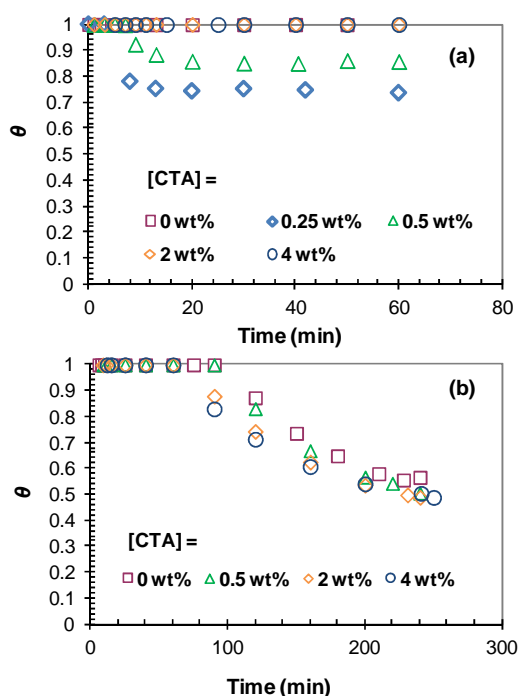 1
(a)
0.9
0.8
0.7
0.6
θ
0.5
[CTA] =
0.4
0.3
0 wt% 0.25 wt% 0.5 wt%
0.2
2 wt% 4 wt%
0.1
0
0 20 40 60 80
Time (min)
1
(b)
0.9
0.8
0.7
0.6
θ
0.5
0.4
[CTA] =
0.3
0 wt% 0.5 wt% 2 wt% 4 wt%
0.2
0.1
0
0 100 200 300
Time (min)